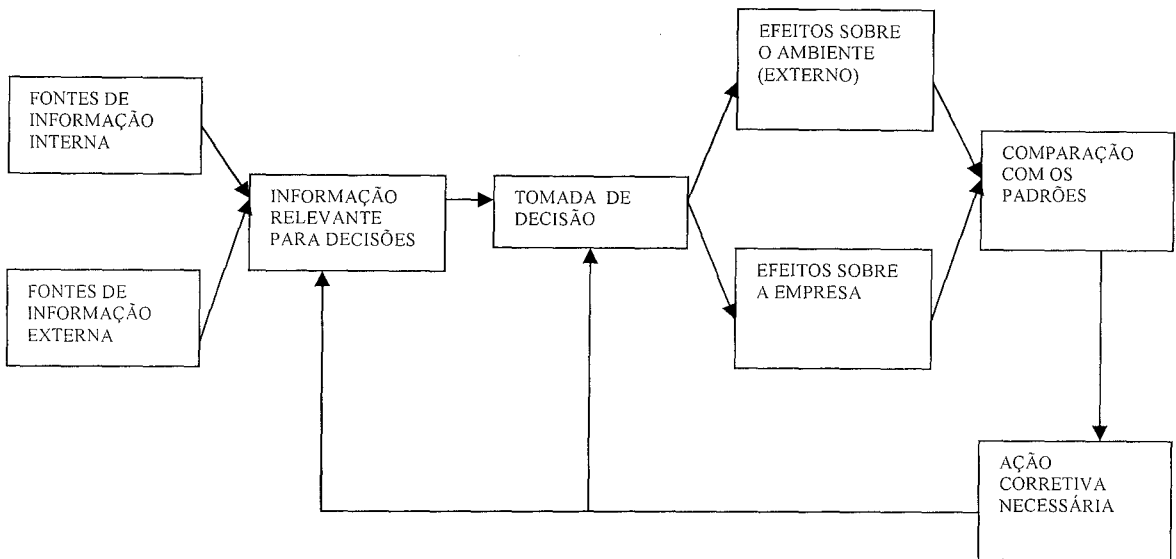 FONTES DE
INFORMAÇÃO
INTERNA
FONTES DE
INFORMAÇÃO
EXTERNA
INFORMAÇÃO
RELEVANTE
PARA DECISÕES
TOMADA DE
DECISÃO
EFEITOS SOBRE
O AMBIENTE
(EXTERNO)
EFEITOS SOBRE
A EMPRESA
COMPARAÇÃO
COM OS
PADRÕES
AÇÃO
CORRETIVA
NECESSÁRIA